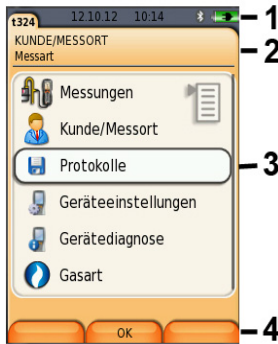 t324 12.10.12 10:14 1
KUNDE/MESSORT 2
Messart
Messungen
Kunde/Messort
Protokolle 3
Geräteeinstellungen
Gerätediagnose
Gasart
OK 4